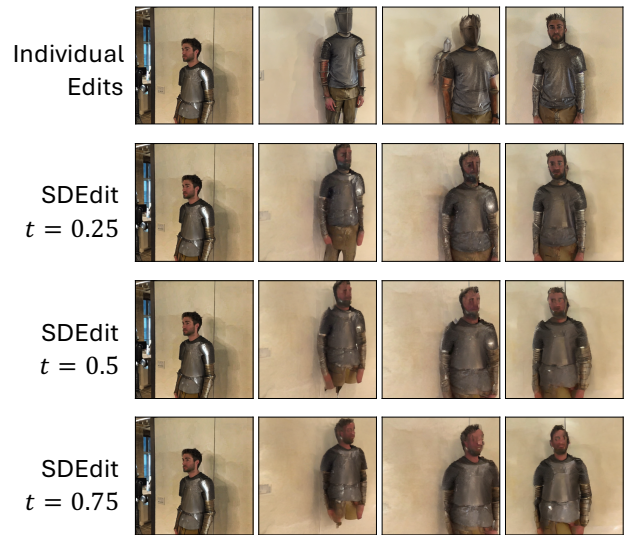 Individual
Edits
SDEdit
t = 0.25
SDEdit
t = 0.5
SDEdit
t = 0.75